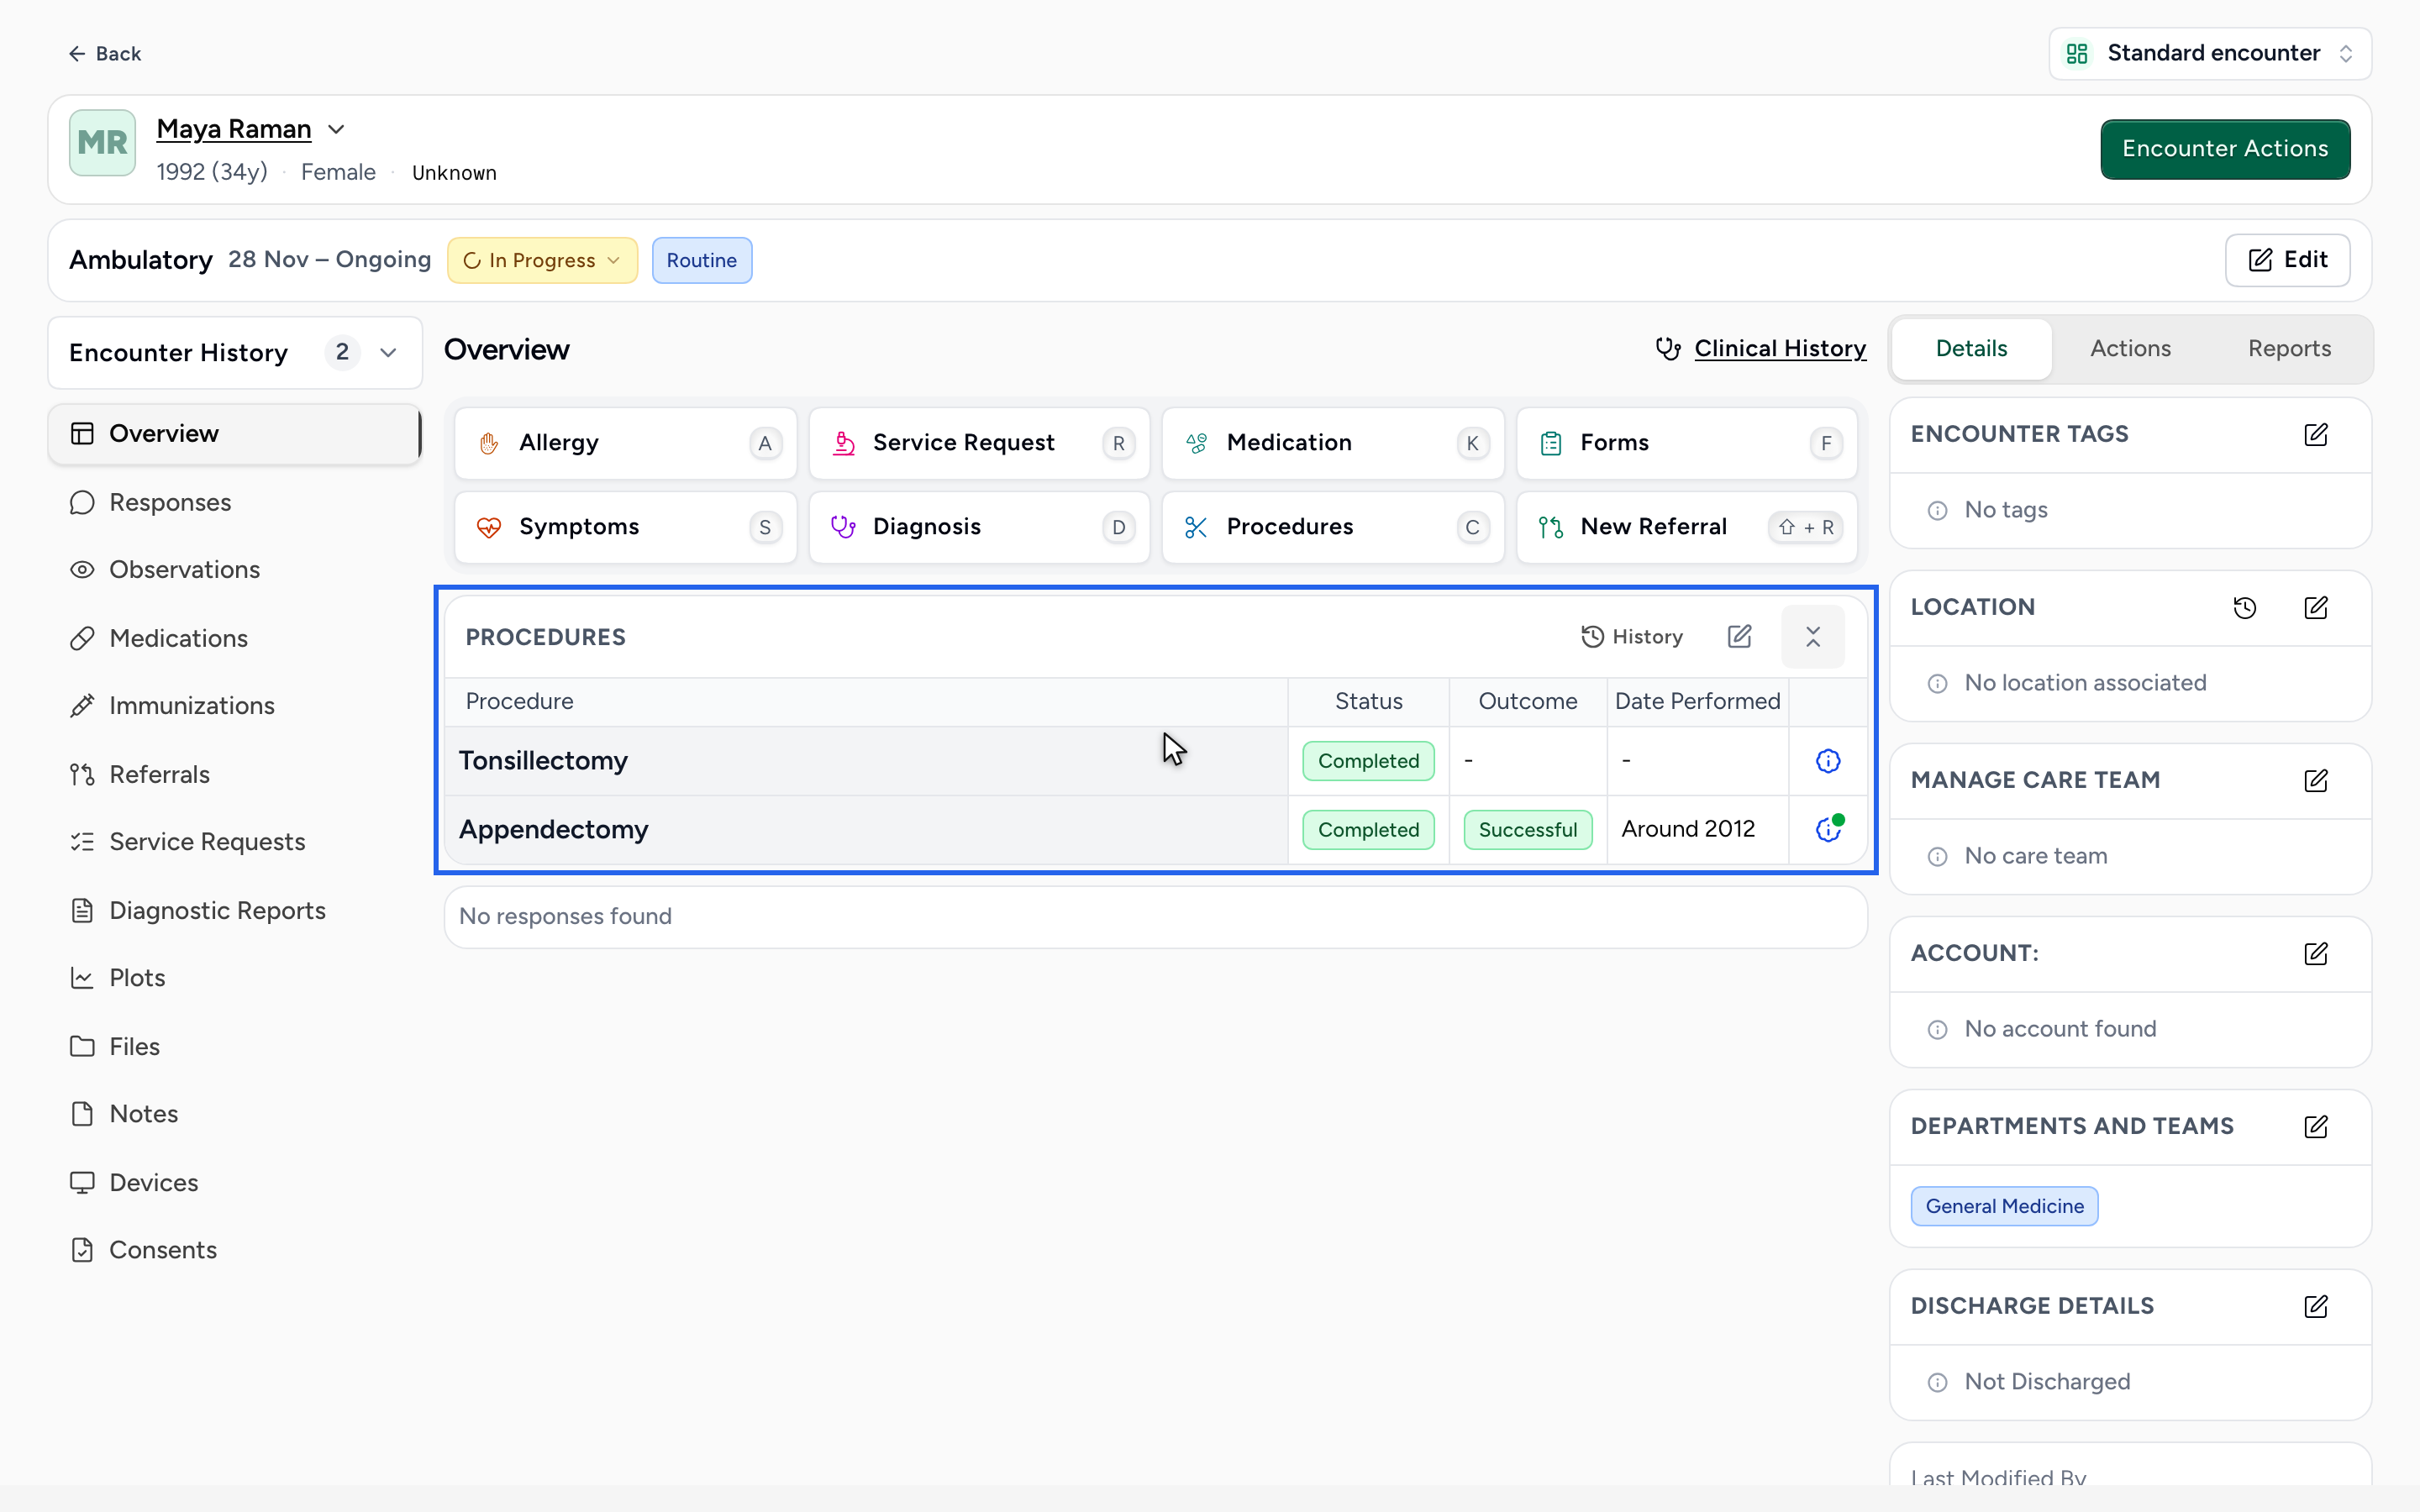 Back
Standard encounter
MR
Maya Raman
1992 (34y) · Female · Unknown
Encounter Actions
Ambulatory 28 Nov – Ongoing In Progress Routine
Edit
Encounter History 2
Overview
Responses
Observations
Medications
Immunizations
Referrals
Service Requests
Diagnostic Reports
Plots
Files
Notes
Devices
Consents
Overview
Clinical History
Allergy A
Service Request R
Medication K
Forms F
Symptoms S
Diagnosis D
Procedures C
New Referral ⇧ + R
PROCEDURES
History
Procedure Status Outcome Date Performed
Tonsillectomy Completed - -
Appendectomy Completed Successful Around 2012
No responses found
Details Actions Reports
ENCOUNTER TAGS
No tags
LOCATION
No location associated
MANAGE CARE TEAM
No care team
ACCOUNT:
No account found
DEPARTMENTS AND TEAMS
General Medicine
DISCHARGE DETAILS
Not Discharged
Last Modified By